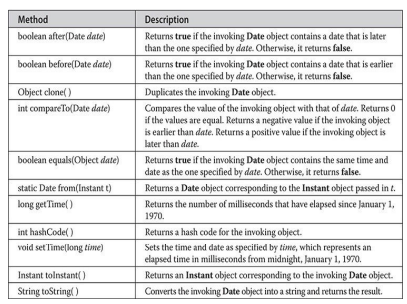 Method Description
boolean after(Date date) Returns true if the invoking Date object contains a date that is later
than the one specified by date. Otherwise, it returns false.
boolean before(Date date) Returns true if the invoking Date object contains a date that is earlier
than the one specified by date. Otherwise, it returns false.
Object clone( ) Duplicates the invoking Date object.
int compareTo(Date date) Compares the value of the invoking object with that of date. Returns 0
if the values are equal. Returns a negative value if the invoking object
is earlier than date. Returns a positive value if the invoking object is
later than date.
boolean equals(Object date) Returns true if the invoking Date object contains the same time and
date as the one specified by date. Otherwise, it returns false.
static Date from(Instant t) Returns a Date object corresponding to the Instant object passed in t.
long getTime( ) Returns the number of milliseconds that have elapsed since January 1,
1970.
int hashCode( ) Returns a hash code for the invoking object.
void setTime(long time) Sets the time and date as specified by time, which represents an
elapsed time in milliseconds from midnight, January 1, 1970.
Instant toInstant( ) Returns an Instant object corresponding to the invoking Date object.
String toString( ) Converts the invoking Date object into a string and returns the result.